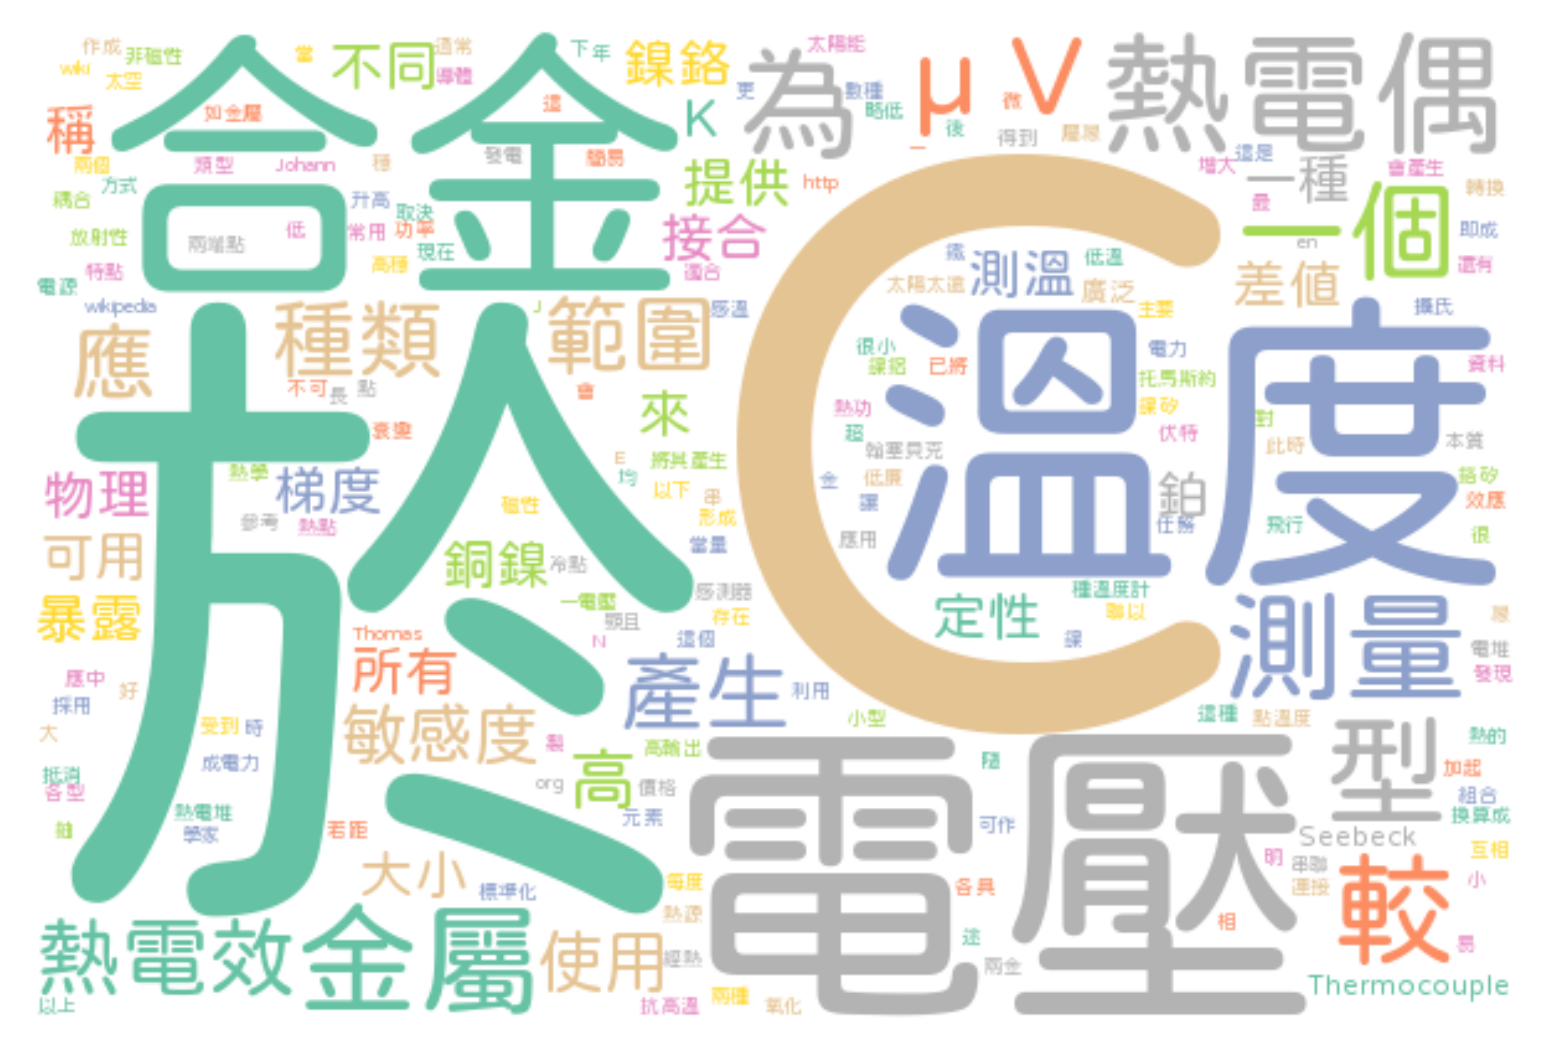 作成
非磁性
當
不同
通常
導體
下年
鎳鉻
太陽能
為
μ
V
熱電偶
wiki
太空
合金
如金屬
這
K
更
數種
略低
後
微
得到
稱
兩個
類型
Johann
種
發電
簡易
提供
http
增大
這是
一種
會產生
方式
耦合
升高
取決
最
一個
轉換
放射性
兩端點
低
常用
功率
現在
接合
C
鐵
測溫
低溫
en
即成
特點
高種
適合
太陽太遠
廣泛
差值
還有
電源
wikipedia
種類
J
範圍
感溫
主要
攝氏
應
很小
溫度
電力
資料
不可
長
點
會
鎳鋁
已將
托馬斯約
來
熱功
鎳矽
對
衰變
超
伏特
此時
本質
熱學
E
將其產生
翰塞貝克
物理
梯度
均
金
低廉
鉑
鉻矽
以下
串
讓
效應
參考
熱點
磁性
形成
任務
飛行
很
可用
於
銅鎳
冷點
當量
應用
暴露
一電壓
感測器
種溫度計
定性
聯以
測量
存在
Thomas
N
這個
電堆
所有
發現
應中
好
產生
利用
採用
受到
時
敏感度
小型
這種
點溫度
大
製
高輸出
型
熱的
抵消
成電力
org
高
價格
隨
加起
各型
組合
熱電堆
元素
可作
電壓
換算成
學家
若距
Seebeck
互相
大小
標準化
每度
各具
明
串聯
連接
較
小
熱源
相
熱電效
金屬
使用
經熱
途
兩金
易
Thermocouple
以上
抗高溫
兩種
氧化